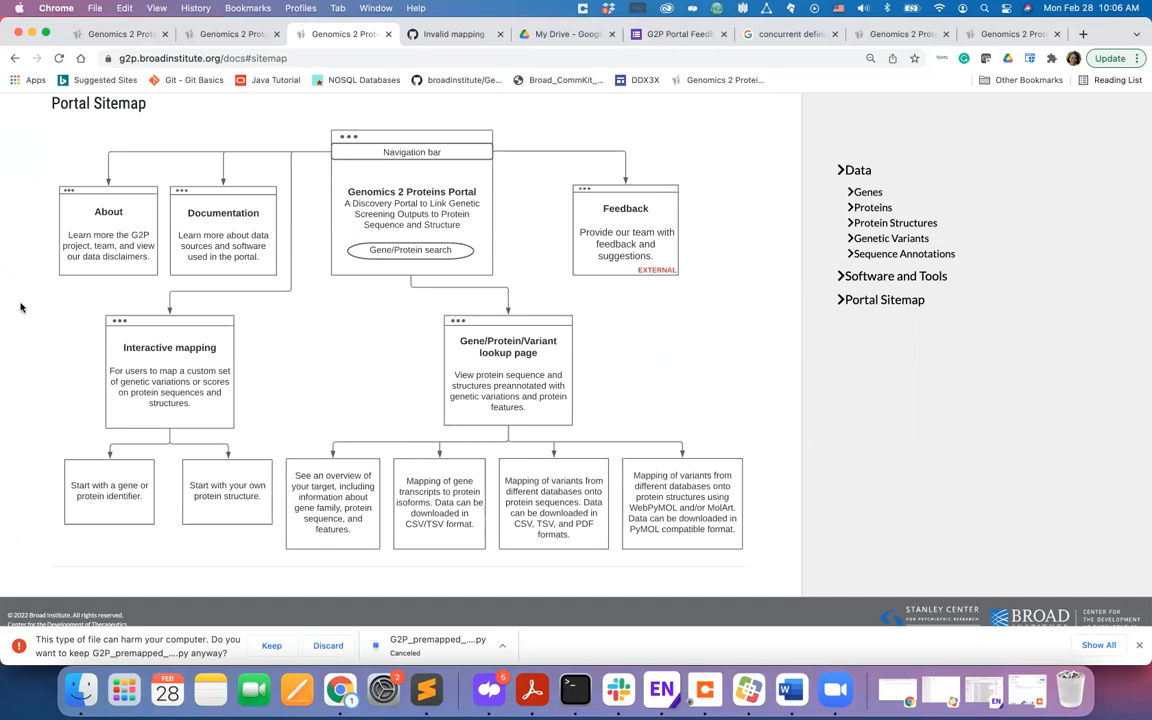 Chrome File Edit View History Bookmarks Profiles Tab Window Help
Mon Feb 28 10:06 AM
Genomics 2 Prot
Genomics 2 Prote
Genomics 2 Prote
Invalid mapping
My Drive - Google
G2P Portal Feedb
concurrent defin
Genomics 2 Prot
Genomics 2 Prot
g2p.broadinstitute.org/docs#sitemap
Update
Apps
Suggested Sites
Git - Git Basics
Java Tutorial
NOSQL Databases
broadinstitute/Ge...
Broad_CommKit_...
DDX3X
Genomics 2 Protei...
Other Bookmarks
Reading List
Portal Sitemap
Navigation bar
Genomics 2 Proteins Portal
A Discovery Portal to Link Genetic
Screening Outputs to Protein
Sequence and Structure
Gene/Protein search
About
Learn more the G2P
project, team, and view
our data disclaimers.
Documentation
Learn more about data
sources and software
used in the portal.
Feedback
Provide our team with
feedback and
suggestions.
EXTERNAL
Interactive mapping
For users to map a custom set
of genetic variations or scores
on protein sequences and
structures.
Gene/Protein/Variant
lookup page
View protein sequence and
structures preannotated with
genetic variations and protein
features.
Start with a gene or
protein identifier.
Start with your own
protein structure.
See an overview of
your target, including
information about
gene family, protein
sequence, and
features.
Mapping of gene
transcripts to protein
isoforms. Data can be
downloaded in
CSV/TSV format.
Mapping of variants from
different databases onto
protein sequences. Data
can be downloaded in
CSV, TSV, and PDF
formats.
Mapping of variants from
different databases onto
protein structures using
WebPyMOL and/or MolArt.
Data can be downloaded in
PyMOL compatible format.
Data
Genes
Proteins
Protein Structures
Genetic Variants
Sequence Annotations
Software and Tools
Portal Sitemap
© 2022 Broad Institute. All rights reserved.
Center for the Development of Therapeutics
STANLEY CENTER
FOR PSYCHIATRIC RESEARCH
BROAD
CENTER FOR
THE DEVELOPMENT
OF THERAPEUTICS
This type of file can harm your computer. Do you
want to keep G2P_premapped_....py anyway?
Keep
Discard
G2P_premapped_....py
Canceled
Show All
FEB
28
1
2
5
EN
W